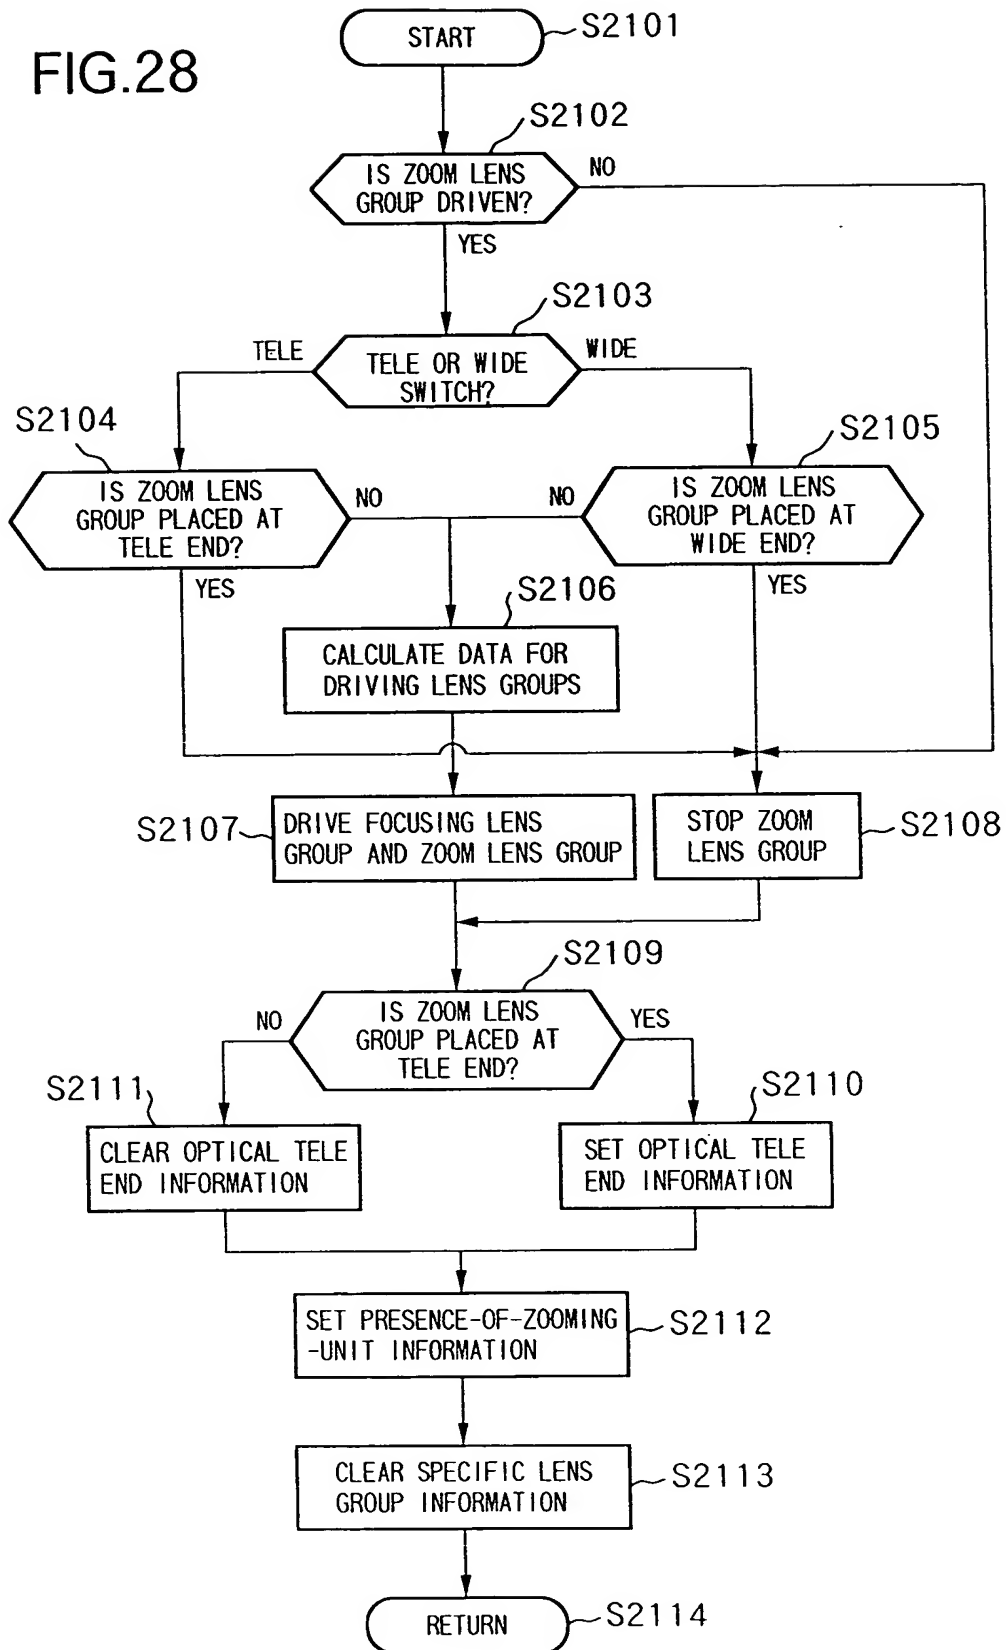 FIG.28
START
S2101
S2102
IS ZOOM LENS
GROUP DRIVEN?
NO
YES
S2103
TELE
TELE OR WIDE
SWITCH?
WIDE
S2104
IS ZOOM LENS
GROUP PLACED AT
TELE END?
NO
YES
S2105
NO
IS ZOOM LENS
GROUP PLACED AT
WIDE END?
YES
S2106
CALCULATE DATA FOR
DRIVING LENS GROUPS
S2107
DRIVE FOCUSING LENS
GROUP AND ZOOM LENS GROUP
STOP ZOOM
LENS GROUP
S2108
S2109
NO
IS ZOOM LENS
GROUP PLACED AT
TELE END?
YES
S2111
CLEAR OPTICAL TELE
END INFORMATION
S2110
SET OPTICAL TELE
END INFORMATION
SET PRESENCE-OF-ZOOMING
-UNIT INFORMATION
S2112
CLEAR SPECIFIC LENS
GROUP INFORMATION
S2113
RETURN
S2114